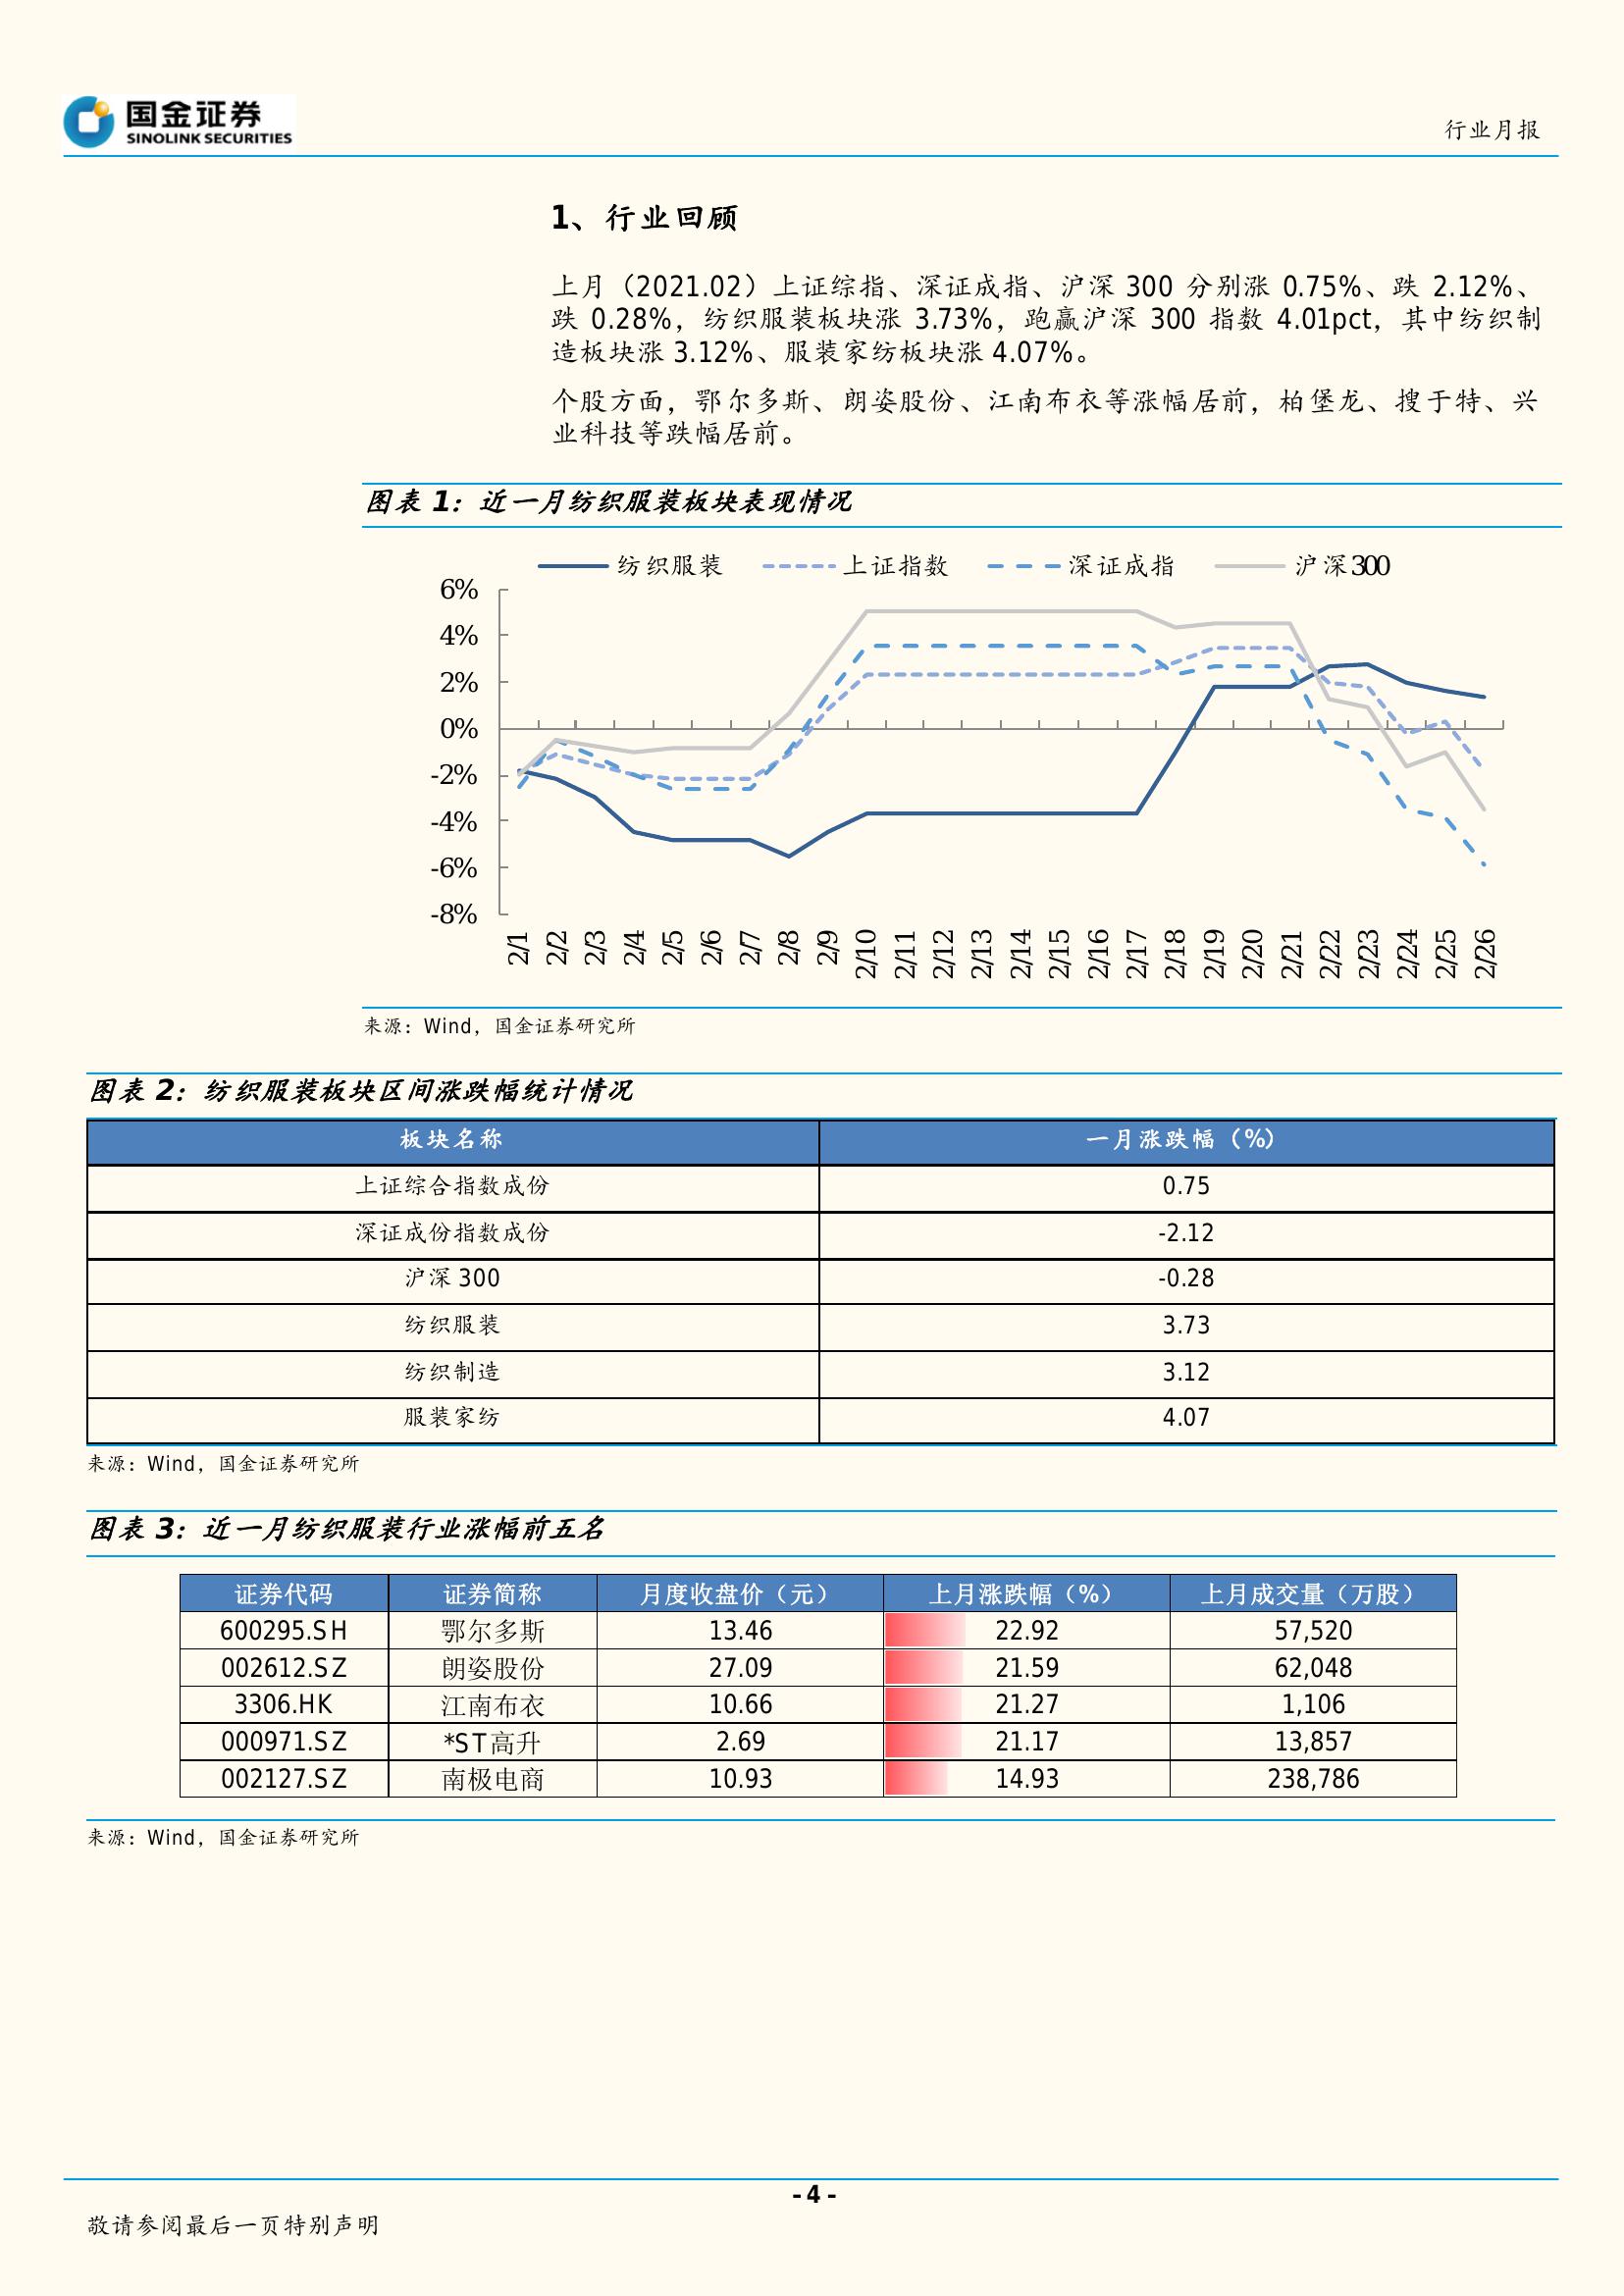 国金证券
SINOLINK SECURITIES
行业月报
1、行业回顾
上月（2021.02）上证综指、深证成指、沪深 300 分别涨 0.75%、跌 2.12%、
跌 0.28%，纺织服装板块涨 3.73%，跑赢沪深 300 指数 4.01pct，其中纺织制
造板块涨 3.12%、服装家纺板块涨 4.07%。
个股方面，鄂尔多斯、朗姿股份、江南布衣等涨幅居前，柏堡龙、搜于特、兴
业科技等跌幅居前。
图表 1：近一月纺织服装板块表现情况
纺织服装 上证指数 深证成指 沪深300
6%
4%
2%
0%
-2%
-4%
-6%
-8%
2/1 2/2 2/3 2/4 2/5 2/6 2/7 2/8 2/9 2/10 2/11 2/12 2/13 2/14 2/15 2/16 2/17 2/18 2/19 2/20 2/21 2/22 2/23 2/24 2/25 2/26
来源：Wind，国金证券研究所
图表 2：纺织服装板块区间涨跌幅统计情况
板块名称 一月涨跌幅（%）
上证综合指数成份 0.75
深证成份指数成份 -2.12
沪深 300 -0.28
纺织服装 3.73
纺织制造 3.12
服装家纺 4.07
来源：Wind，国金证券研究所
图表 3：近一月纺织服装行业涨幅前五名
证券代码 证券简称 月度收盘价（元） 上月涨跌幅（%） 上月成交量（万股）
600295.SH 鄂尔多斯 13.46 22.92 57,520
002612.SZ 朗姿股份 27.09 21.59 62,048
3306.HK 江南布衣 10.66 21.27 1,106
000971.SZ *ST高升 2.69 21.17 13,857
002127.SZ 南极电商 10.93 14.93 238,786
来源：Wind，国金证券研究所
- 4 -
敬请参阅最后一页特别声明